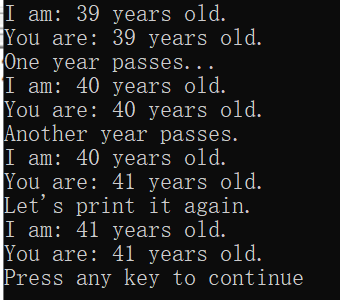 I am: 39 years old.
You are: 39 years old.
One year passes...
I am: 40 years old.
You are: 40 years old.
Another year passes.
I am: 40 years old.
You are: 41 years old.
Let's print it again.
I am: 41 years old.
You are: 41 years old.
Press any key to continue